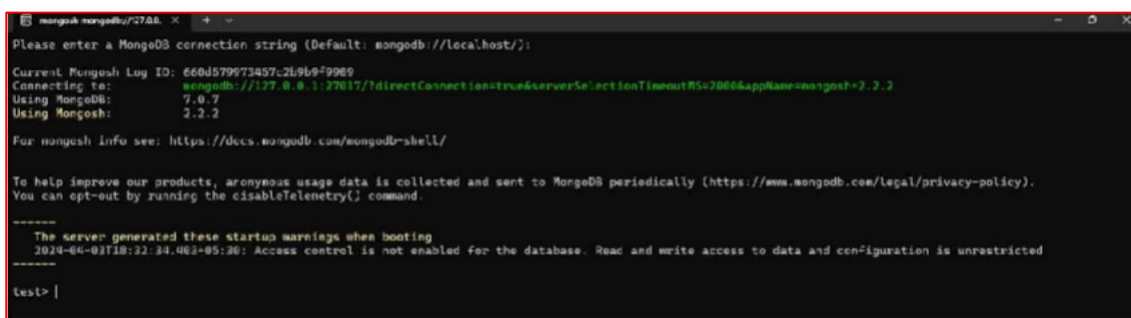 mongosh mongodb://127.0.0.
Please enter a MongoDB connection string (Default: mongodb://localhost/):
Current Mongosh Log ID: 660d579973457c2b9b9f9989
Connecting to: mongodb://127.0.0.1:27017/?directConnection=true&serverSelectionTimeoutMS=2000&appName=mongosh+2.2.2
Using MongoDB: 7.0.7
Using Mongosh: 2.2.2
For mongosh info see: https://docs.mongodb.com/mongodb-shell/
To help improve our products, anonymous usage data is collected and sent to MongoDB periodically (https://www.mongodb.com/legal/privacy-policy).
You can opt-out by running the disableTelemetry() command.
------
The server generated these startup warnings when booting
2024-04-03T18:32:34.403+05:30: Access control is not enabled for the database. Read and write access to data and configuration is unrestricted
------
test>